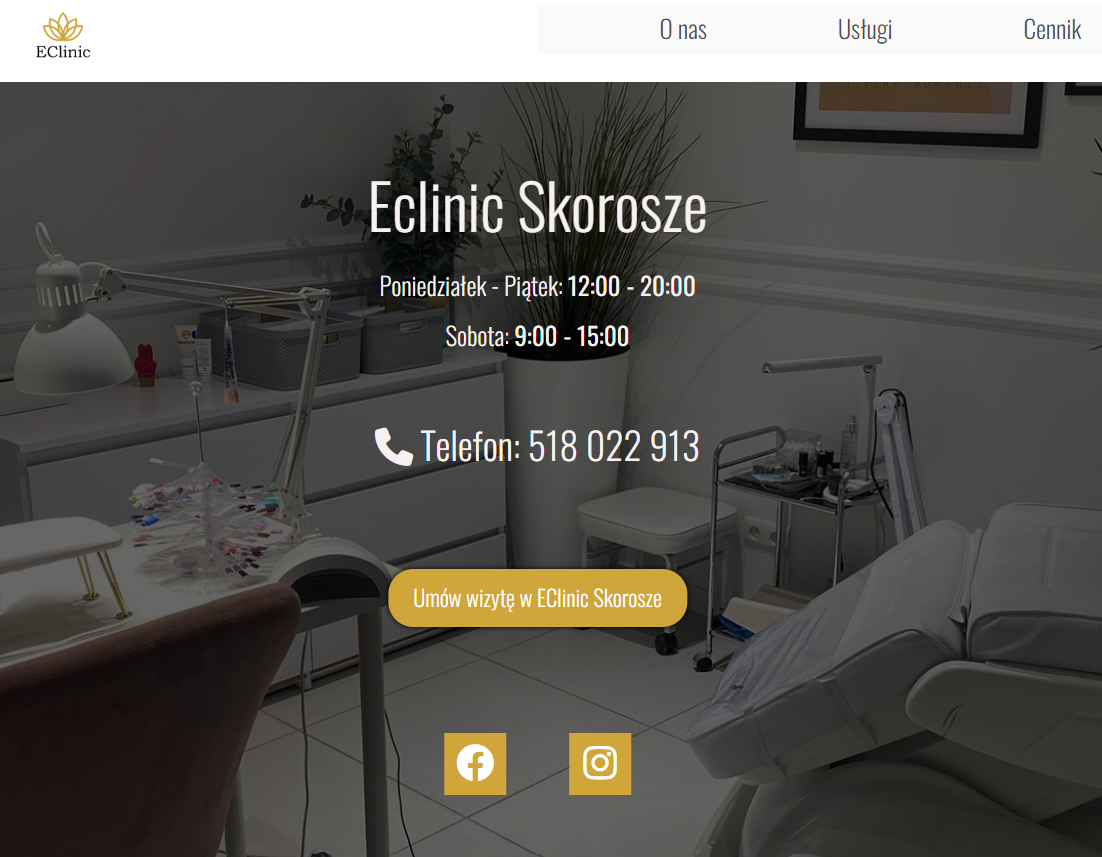 EClinic
O nas Usługi Cennik
Eclinic Skorosze
Poniedziałek - Piątek: 12:00 - 20:00
Sobota: 9:00 - 15:00
Telefon: 518 022 913
Umów wizytę w EClinic Skorosze